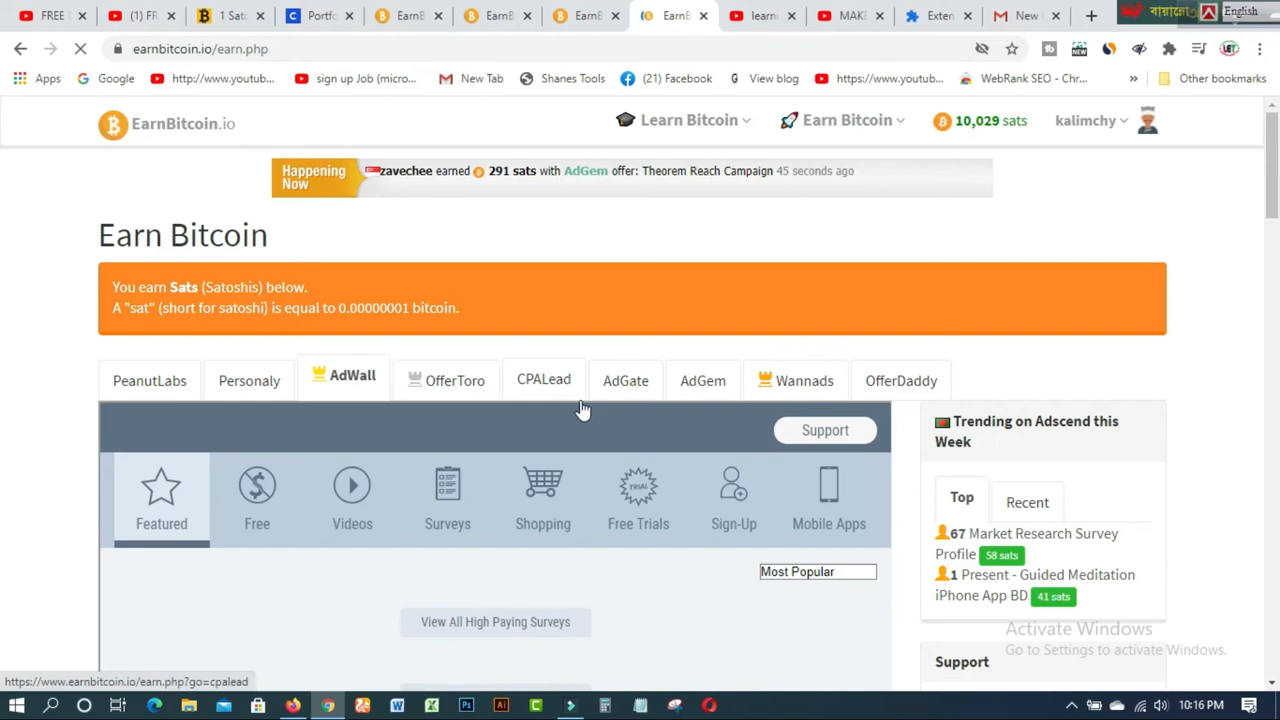 FREE
(1) FR
1 Sato
Portfo
EarnB
EarnB
EarnB
EarnB
learni
MAKE
Exten
New
বায়ান্নো
English
earnbitcoin.io/earn.php
Apps
Google
http://www.youtub...
sign up Job (micro...
New Tab
Shanes Tools
(21) Facebook
View blog
https://www.youtu...
WebRank SEO - Chr...
»
Other bookmarks
EarnBitcoin.io
Learn Bitcoin
Earn Bitcoin
10,029 sats
kalimchy
Happening
Now
zavechee earned 291 sats with AdGem offer: Theorem Reach Campaign 45 seconds ago
Earn Bitcoin
You earn Sats (Satoshis) below.
A "sat" (short for satoshi) is equal to 0.00000001 bitcoin.
PeanutLabs
Personaly
AdWall
OfferToro
CPALead
AdGate
AdGem
Wannads
OfferDaddy
Support
Featured
Free
Videos
Surveys
Shopping
TRIAL
Free Trials
Sign-Up
Mobile Apps
Most Popular
View All High Paying Surveys
Trending on Adscend this
Week
Top
Recent
67 Market Research Survey
Profile 58 sats
1 Present - Guided Meditation
iPhone App BD 41 sats
Activate Windows
Go to Settings to activate Windows.
Support
https://www.earnbitcoin.io/earn.php?go=cpalead
10:16 PM